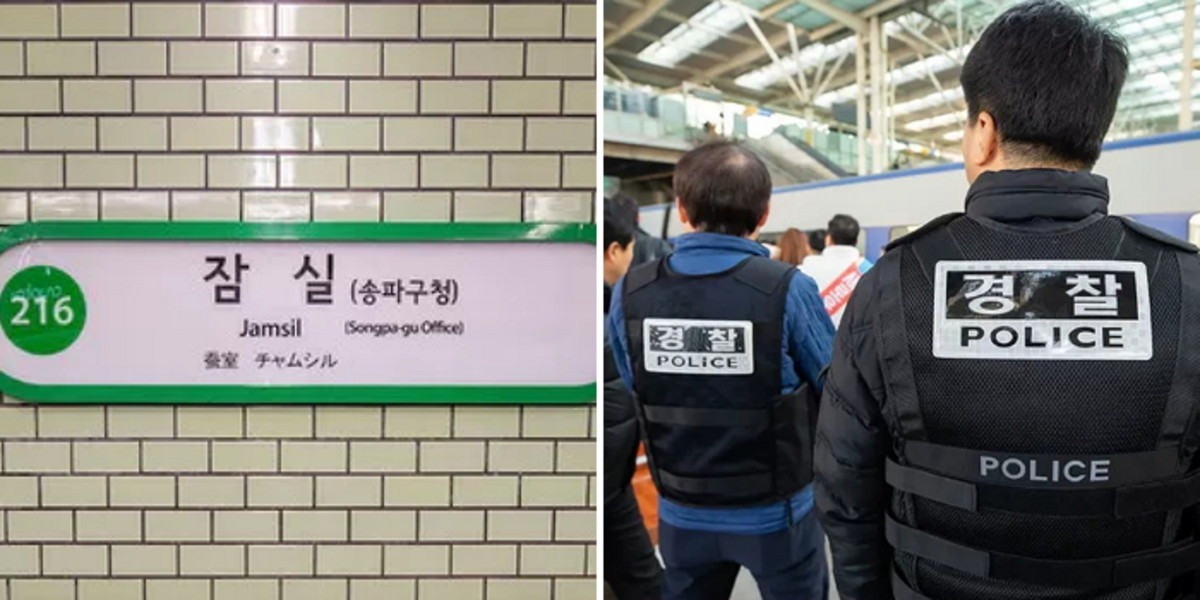 216
잠 실 (송파구청)
Jamsil (Songpa-gu Office)
蚕室 チャムシル
경 찰
POLICE
경 찰
POLICE
POLICE